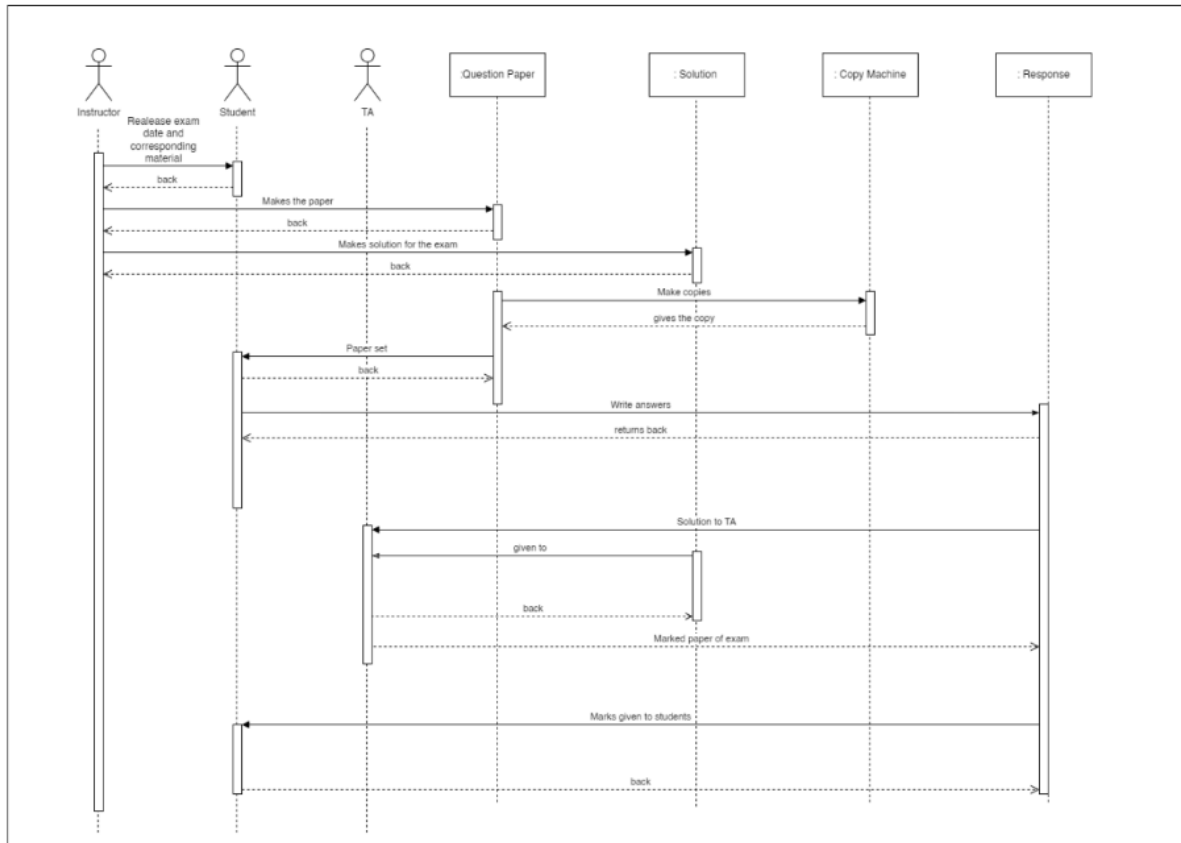 :Question Paper
: Solution
: Copy Machine
: Response
Instructor
Student
TA
Realease exam
date and
corresponding
material
back
Makes the paper
back
Makes solution for the exam
back
Make copies
gives the copy
Paper set
back
Write answers
returns back
Solution to TA
given to
back
Marked paper of exam
Marks given to students
back